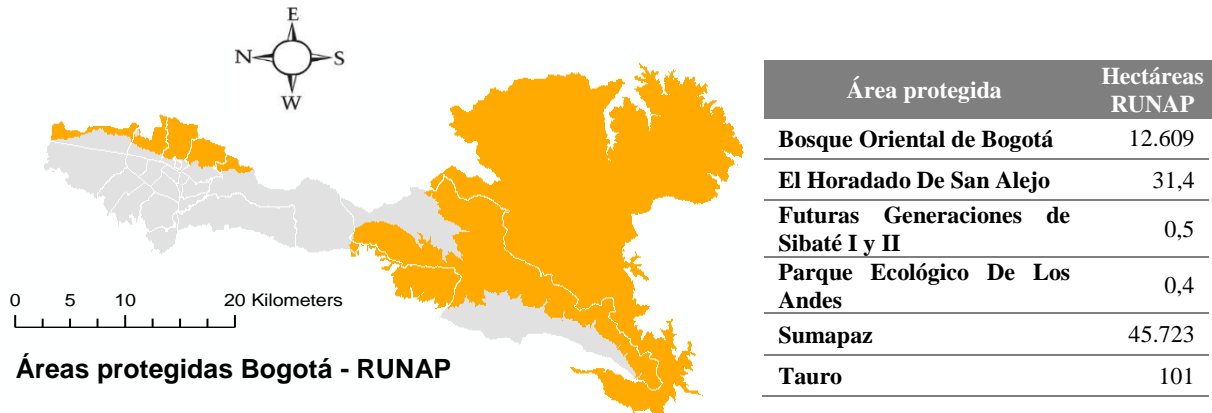 E
N S
W
0 5 10 20 Kilometers
Áreas protegidas Bogotá - RUNAP
Área protegida Hectáreas
RUNAP
Bosque Oriental de Bogotá 12.609
El Horadado De San Alejo 31,4
Futuras Generaciones de
Sibaté I y II 0,5
Parque Ecológico De Los
Andes 0,4
Sumapaz 45.723
Tauro 101